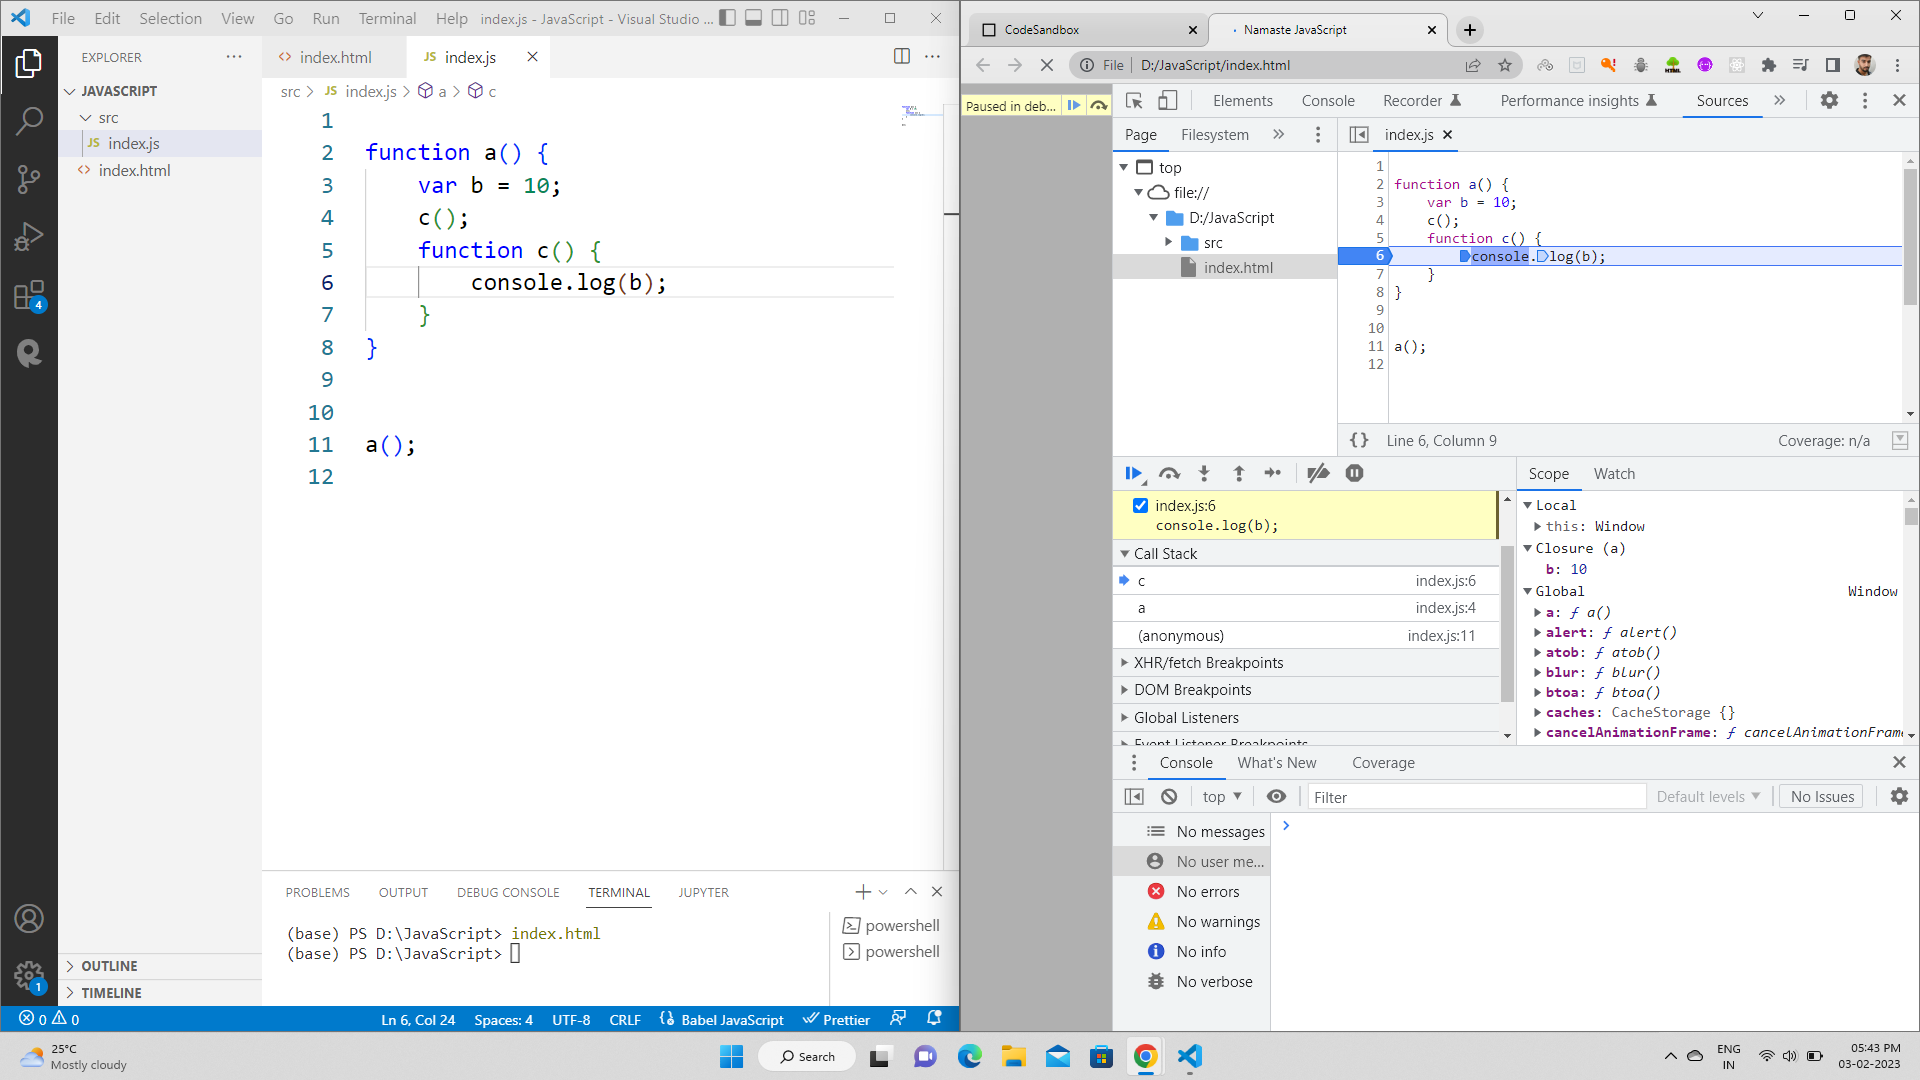 File Edit Selection View Go Run Terminal Help index.js - JavaScript - Visual Studio ...
EXPLORER
JAVASCRIPT
src
JS index.js
index.html
4
1
index.html
JS index.js
src > JS index.js > a > c
1
2 function a() {
3 var b = 10;
4 c();
5 function c() {
6 console.log(b);
7 }
8 }
9
10
11 a();
12
OUTLINE
TIMELINE
PROBLEMS OUTPUT DEBUG CONSOLE TERMINAL JUPYTER
(base) PS D:\JavaScript> index.html
(base) PS D:\JavaScript>
powershell
powershell
0 0
Ln 6, Col 24 Spaces: 4 UTF-8 CRLF Babel JavaScript Prettier
CodeSandbox
Namaste JavaScript
File | D:/JavaScript/index.html
Paused in deb...
Elements Console Recorder Performance insights Sources
Page Filesystem
top
file://
D:/JavaScript
src
index.html
index.js
1
2 function a() {
3 var b = 10;
4 c();
5 function c() {
6 console.log(b);
7 }
8 }
9
10
11 a();
12
{} Line 6, Column 9 Coverage: n/a
index.js:6
console.log(b);
Call Stack
c index.js:6
a index.js:4
(anonymous) index.js:11
XHR/fetch Breakpoints
DOM Breakpoints
Global Listeners
Event Listener Breakpoints
Scope Watch
Local
this: Window
Closure (a)
b: 10
Global Window
a: ƒ a()
alert: ƒ alert()
atob: ƒ atob()
blur: ƒ blur()
btoa: ƒ btoa()
caches: CacheStorage {}
cancelAnimationFrame: ƒ cancelAnimationFrame
Console What's New Coverage
top Filter Default levels No Issues
No messages
No user me...
No errors
No warnings
No info
No verbose
25°C
Mostly cloudy
Search
ENG
IN
05:43 PM
03-02-2023